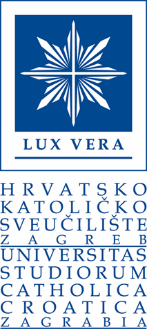 LUX VERA
HRVATSKO
KATOLIČKO
SVEUČILIŠTE
ZAGREB
UNIVERSITAS
STUDIORUM
CATHOLICA
CROATICA
ZAGRABIA